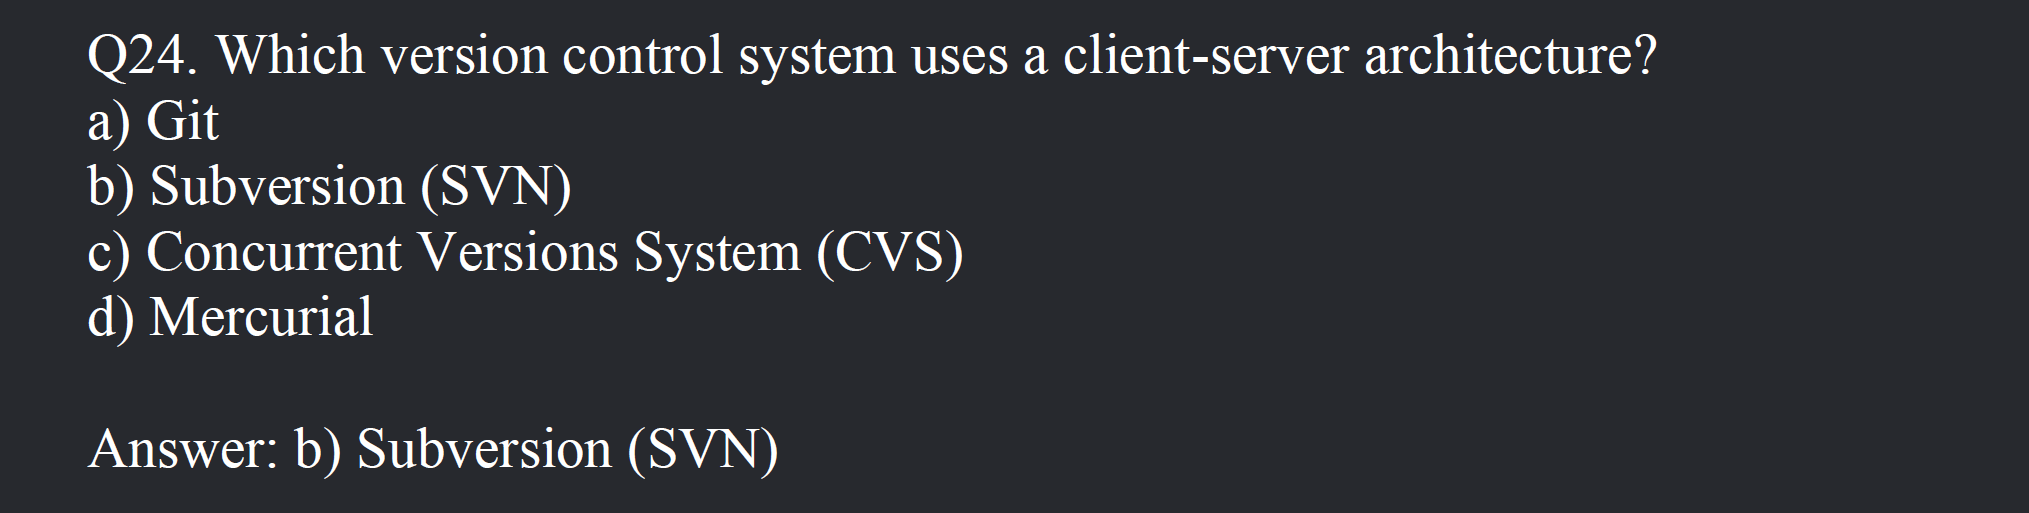 Q24. Which version control system uses a client-server architecture?
a) Git
b) Subversion (SVN)
c) Concurrent Versions System (CVS)
d) Mercurial
Answer: b) Subversion (SVN)